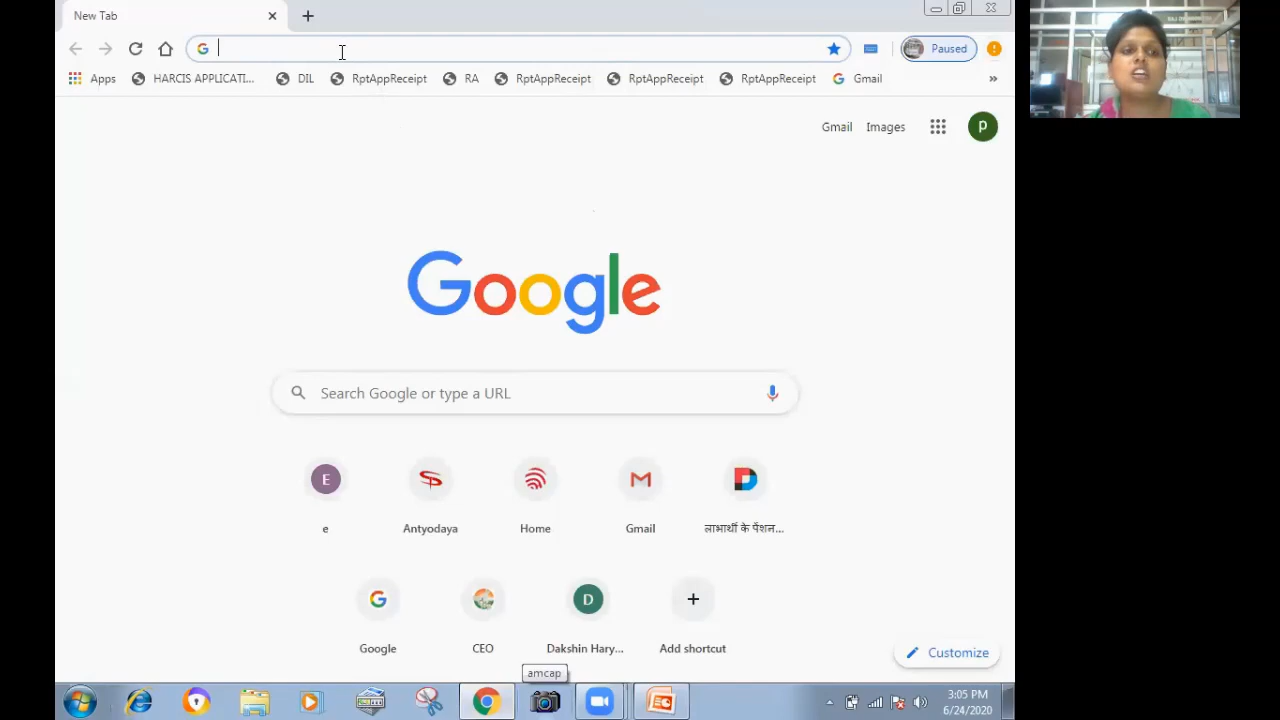 New Tab
Paused
Apps HARCIS APPLICATI... DIL RptAppReceipt RA RptAppReceipt RptAppReceipt RptAppReceipt Gmail »
Gmail Images p
Google
Search Google or type a URL
E
e Antyodaya Home Gmail लाभार्थी के पेंशन...
D
Google CEO Dakshin Hary... Add shortcut
Customize
amcap
3:05 PM
6/24/2020